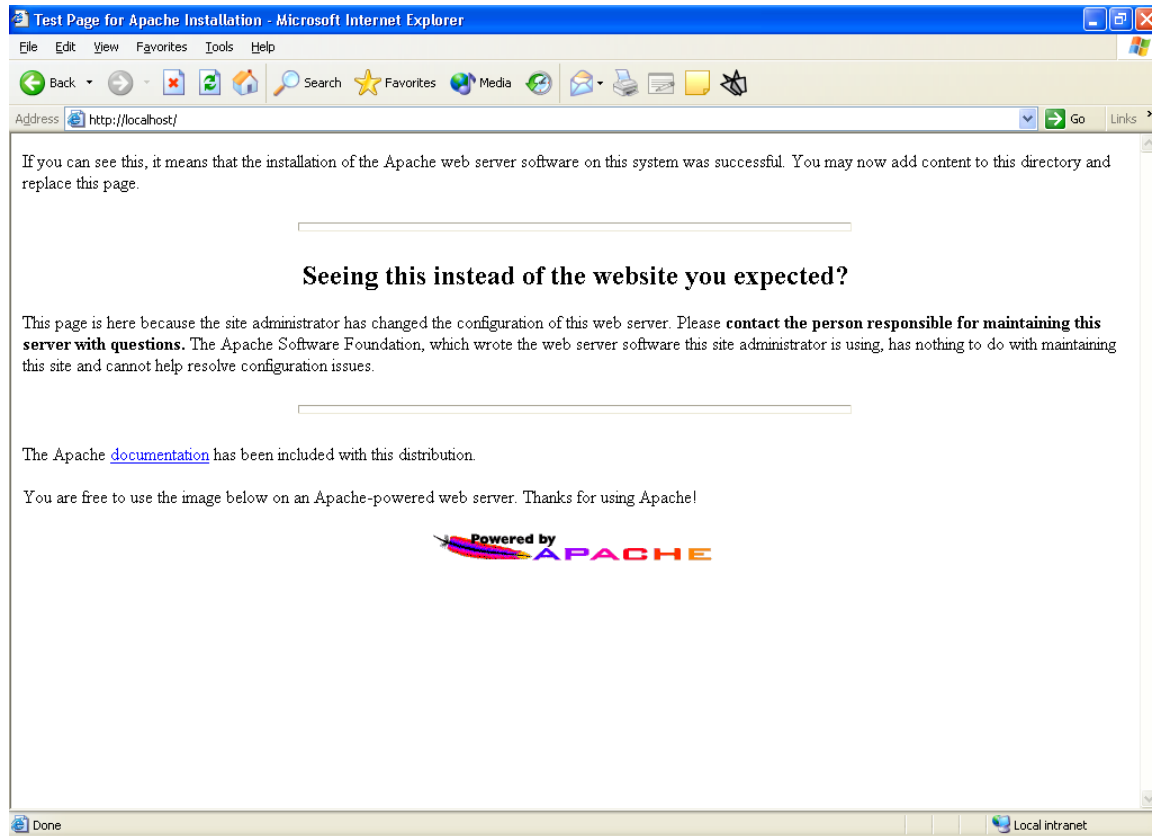 Test Page for Apache Installation - Microsoft Internet Explorer
File Edit View Favorites Tools Help
Back Search Favorites Media
Address http://localhost/ Go Links
If you can see this, it means that the installation of the Apache web server software on this system was successful. You may now add content to this directory and
replace this page.
Seeing this instead of the website you expected?
This page is here because the site administrator has changed the configuration of this web server. Please contact the person responsible for maintaining this
server with questions. The Apache Software Foundation, which wrote the web server software this site administrator is using, has nothing to do with maintaining
this site and cannot help resolve configuration issues.
The Apache documentation has been included with this distribution.
You are free to use the image below on an Apache-powered web server. Thanks for using Apache!
Powered by
APACHE
Done Local intranet